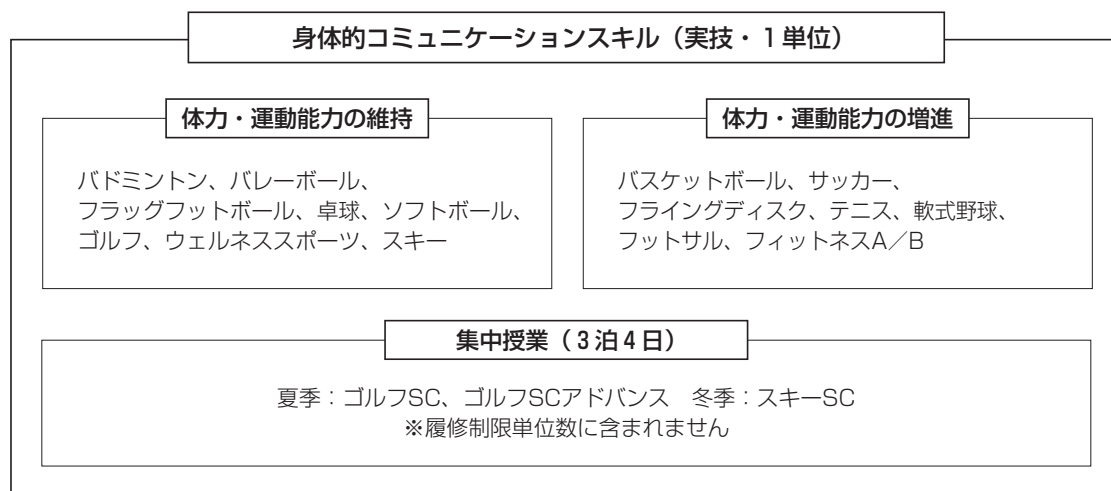 身体的コミュニケーションスキル（実技・１単位）
体力・運動能力の維持
バドミントン、バレーボール、
フラッグフットボール、卓球、ソフトボール、
ゴルフ、ウェルネススポーツ、スキー
体力・運動能力の増進
バスケットボール、サッカー、
フライングディスク、テニス、軟式野球、
フットサル、フィットネスA／B
集中授業（３泊４日）
夏季：ゴルフSC、ゴルフSCアドバンス　冬季：スキーSC
※履修制限単位数に含まれません